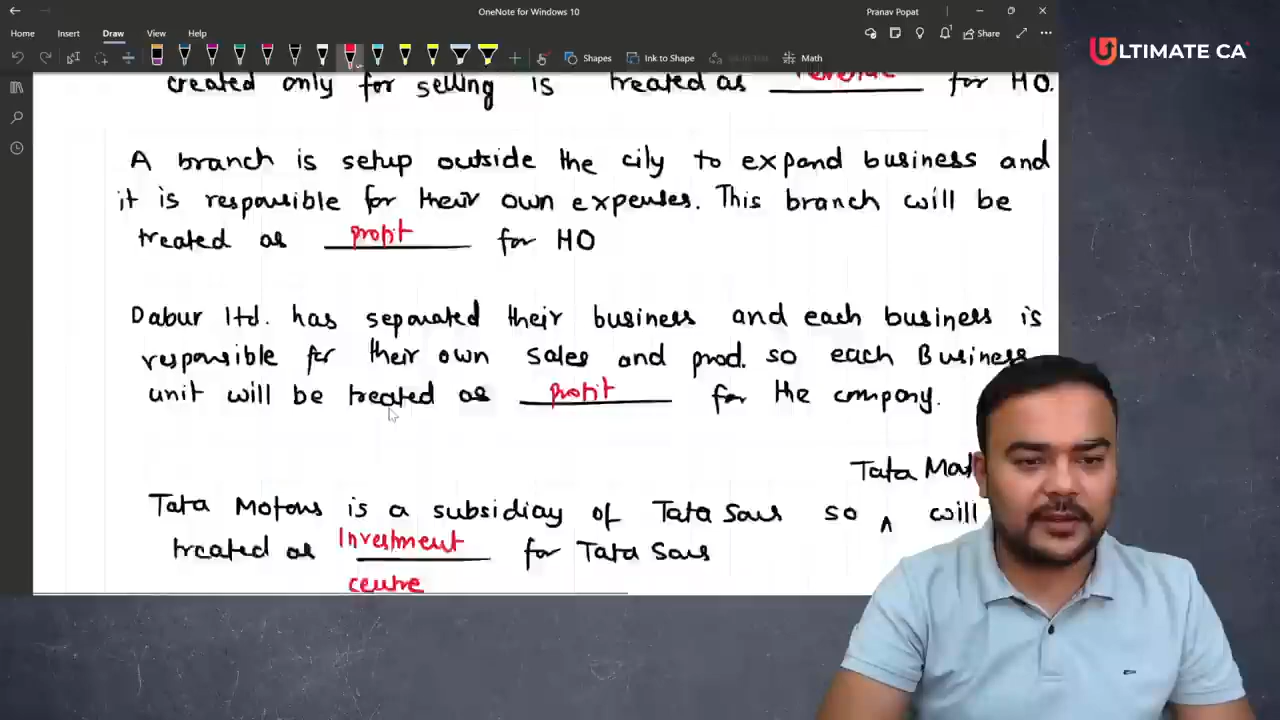 OneNote for Windows 10
Pranav Popat
Home Insert Draw View Help
Share
Shapes
Ink to Shape
Math
ULTIMATE CA
created only for selling is treated as revenue for HO.
A branch is setup outside the city to expand business and
it is responsible for their own expenses. This branch will be
treated as profit for HO
Dabur ltd. has separated their business and each business is
responsible for their own sales and prod. so each Business
unit will be treated as profit for the company.
Tata
Tata Motors is a subsidiay of Tata Sons so ^ will
treated as Investment for Tata Sons
centre